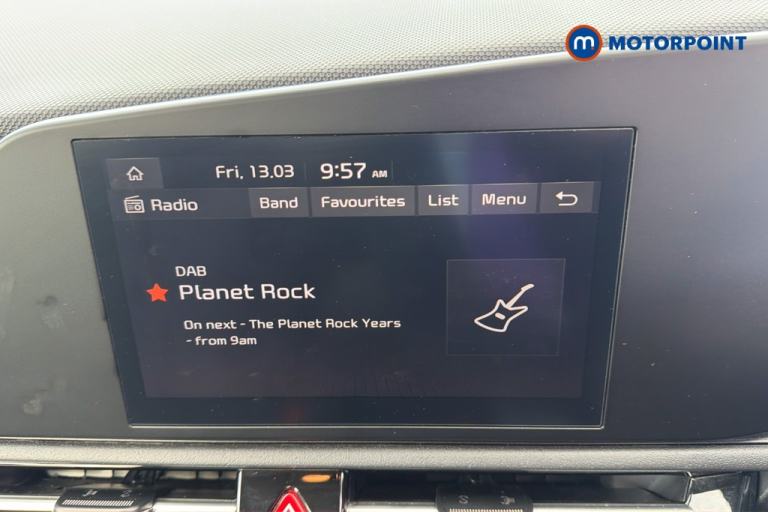 m MOTORPOINT
Fri, 13.03 9:57 AM
Radio Band Favourites List Menu
DAB
Planet Rock
On next - The Planet Rock Years
- from 9am